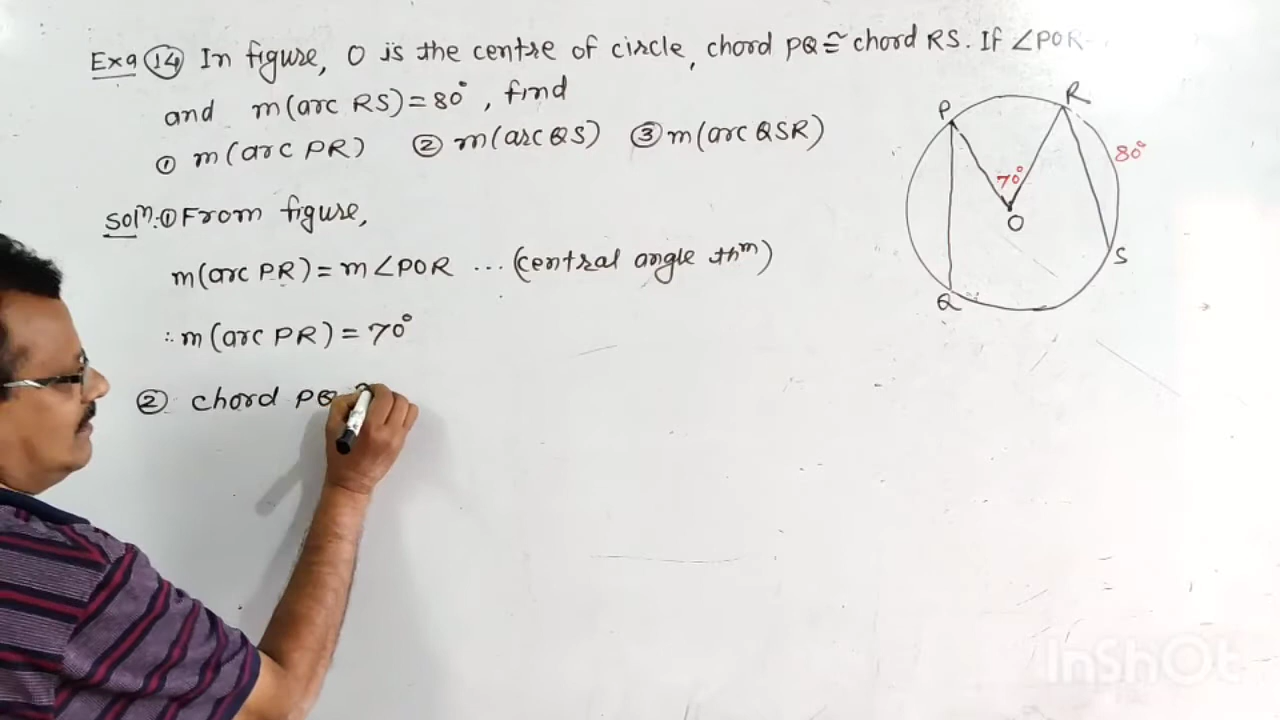 Exa 14 In figure, O is the centre of circle, chord PQ ≅ chord RS. If ∠POR
and m(arc RS) = 80°, find
① m(arc PR) ② m(arc QS) ③ m(arc QSR)
Solⁿ:① From figure,
m(arc PR) = m∠POR ... (central angle thᵐ)
∴ m(arc PR) = 70°
② chord PQ
P
R
80°
70°
O
S
Q
InShOt